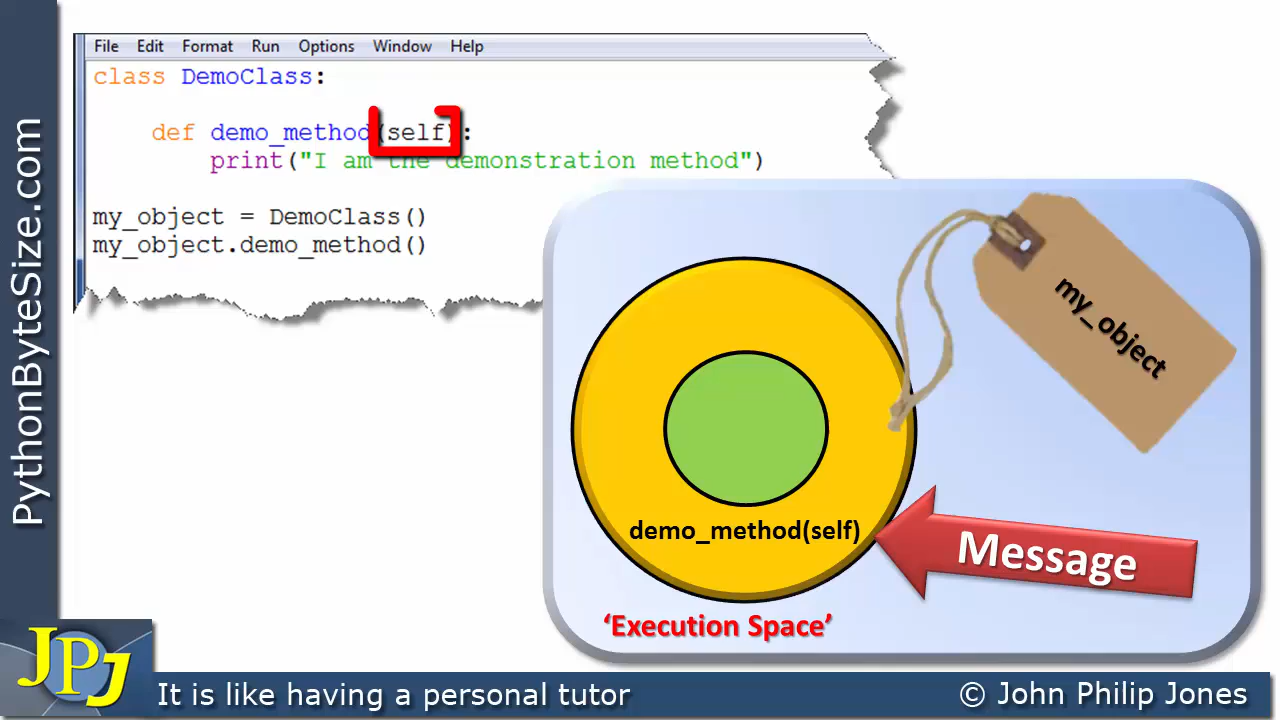 PythonByteSize.com
File Edit Format Run Options Window Help
class DemoClass:
def demo_method(self):
print("I am the demonstration method")
my_object = DemoClass()
my_object.demo_method()
my_object
demo_method(self)
Message
‘Execution Space’
JPJ
It is like having a personal tutor
© John Philip Jones